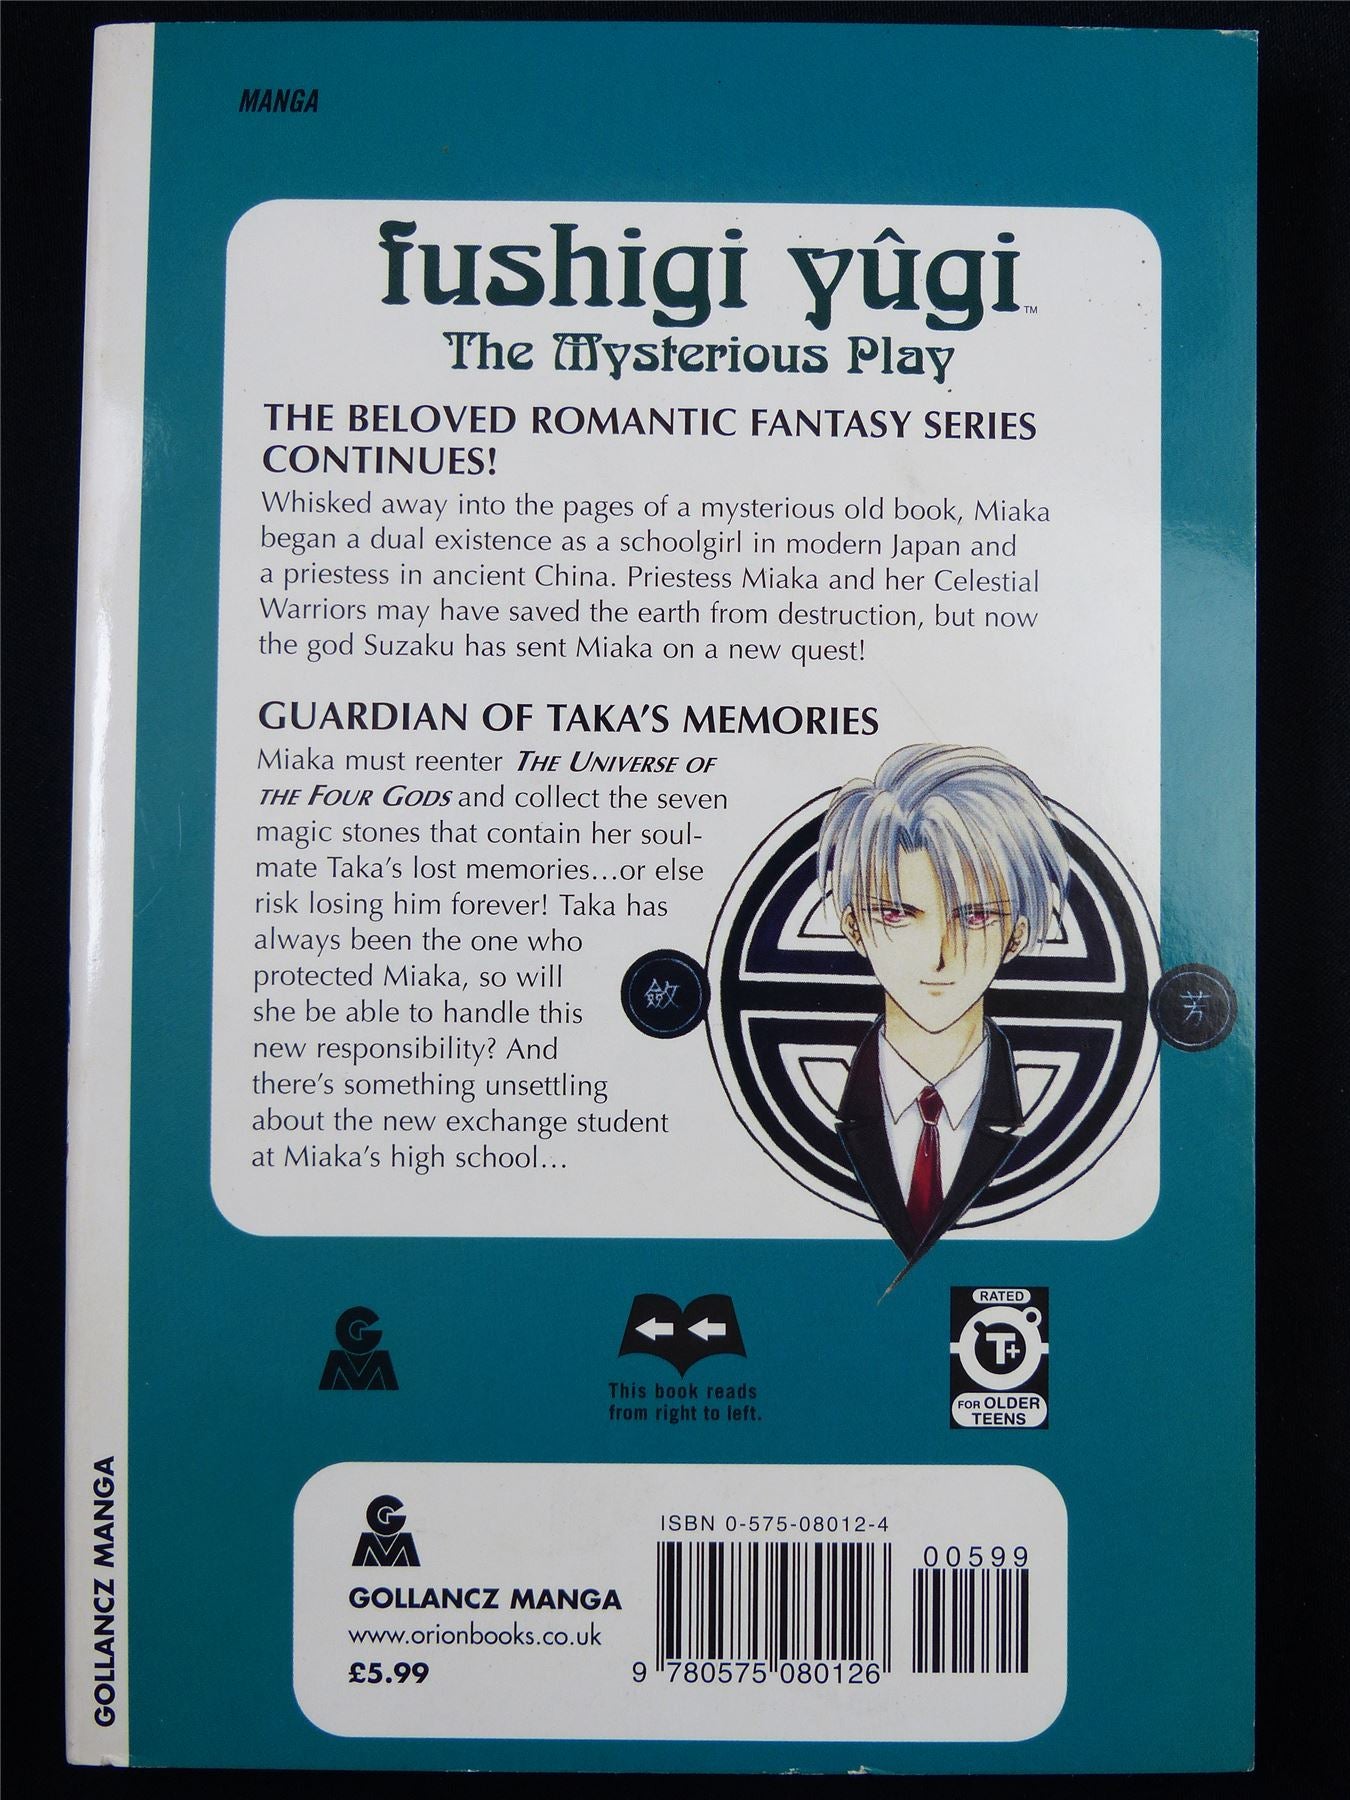 MANGA
fushigi yûgi™
The Mysterious Play
THE BELOVED ROMANTIC FANTASY SERIES
CONTINUES!
Whisked away into the pages of a mysterious old book, Miaka
began a dual existence as a schoolgirl in modern Japan and
a priestess in ancient China. Priestess Miaka and her Celestial
Warriors may have saved the earth from destruction, but now
the god Suzaku has sent Miaka on a new quest!
GUARDIAN OF TAKA'S MEMORIES
Miaka must reenter THE UNIVERSE OF
THE FOUR GODS and collect the seven
magic stones that contain her soul-
mate Taka's lost memories...or else
risk losing him forever! Taka has
always been the one who
protected Miaka, so will
she be able to handle this
new responsibility? And
there's something unsettling
about the new exchange student
at Miaka's high school...
芳
GM
This book reads
from right to left.
RATED
T+
FOR OLDER
TEENS
GOLLANCZ MANGA
GM
GOLLANCZ MANGA
www.orionbooks.co.uk
£5.99
ISBN 0-575-08012-4
00599
9 780575 080126